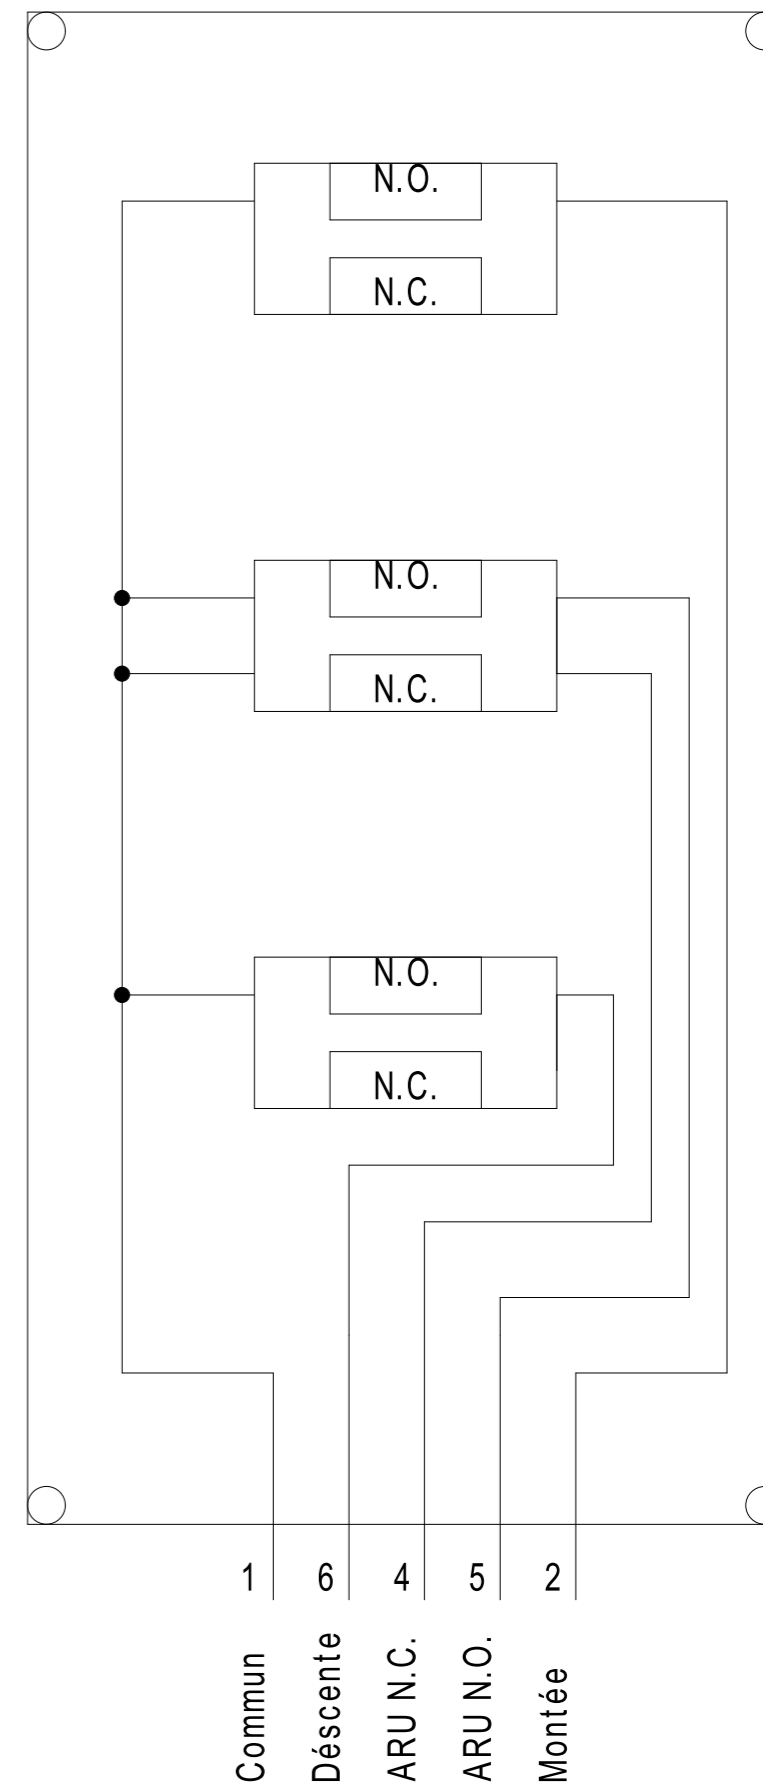 N.O.
N.C.
N.O.
N.C.
N.O.
N.C.
1 6 4 5 2
Commun
Déscente
ARU N.C.
ARU N.O.
Montée